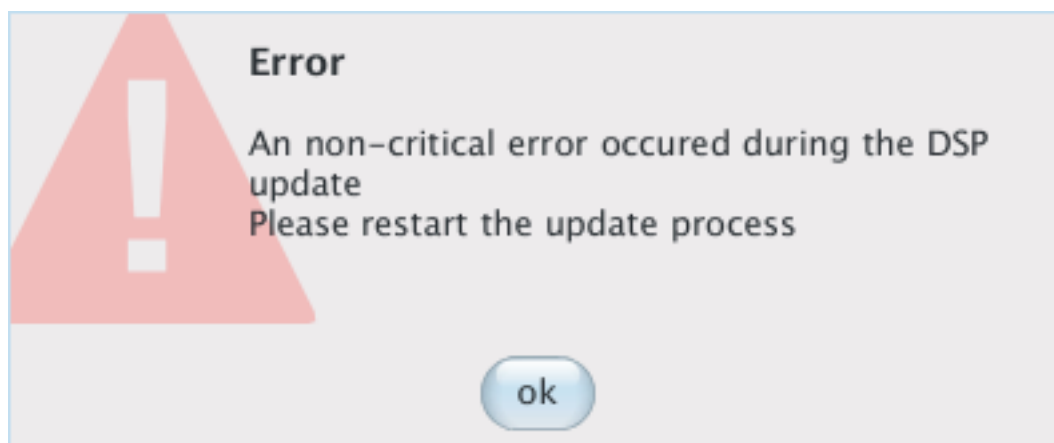 Error
An non-critical error occured during the DSP
update
Please restart the update process
ok